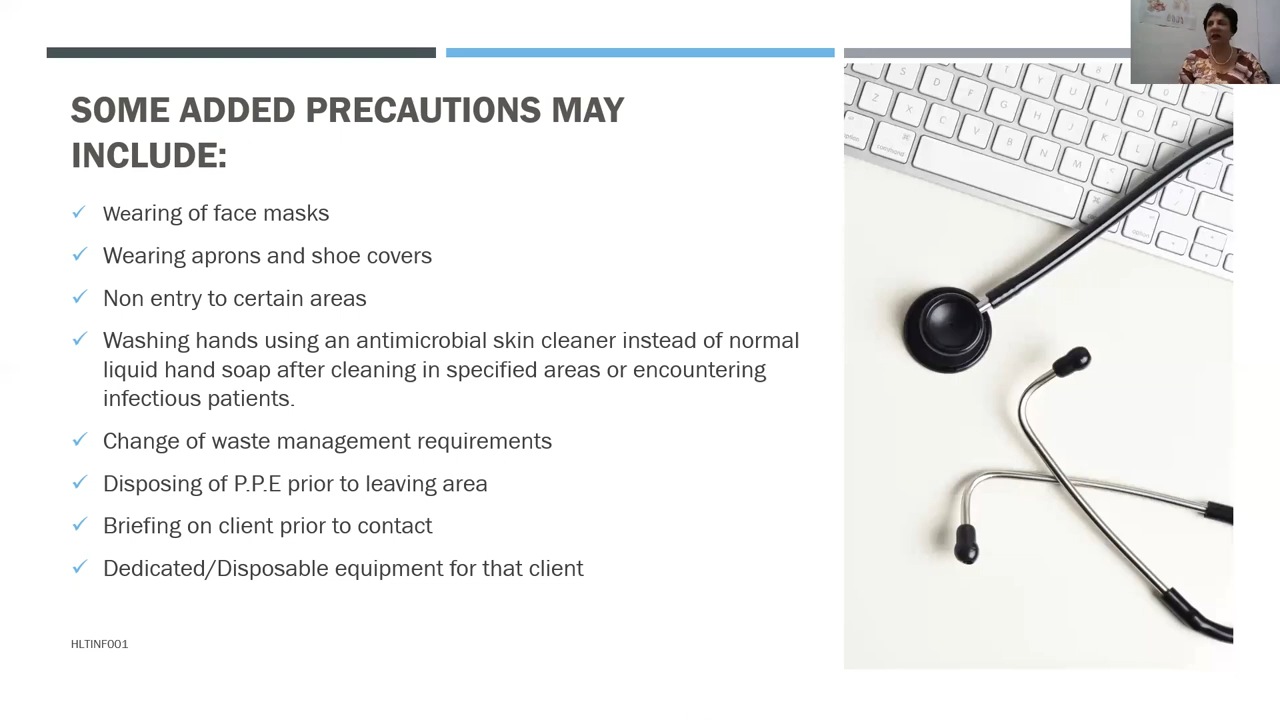 SOME ADDED PRECAUTIONS MAY
INCLUDE:
Wearing of face masks
Wearing aprons and shoe covers
Non entry to certain areas
Washing hands using an antimicrobial skin cleaner instead of normal
liquid hand soap after cleaning in specified areas or encountering
infectious patients.
Change of waste management requirements
Disposing of P.P.E prior to leaving area
Briefing on client prior to contact
Dedicated/Disposable equipment for that client
HLTINF001
S D F G H J K L
Z X C V B N M
T Y U I O P
option command
option